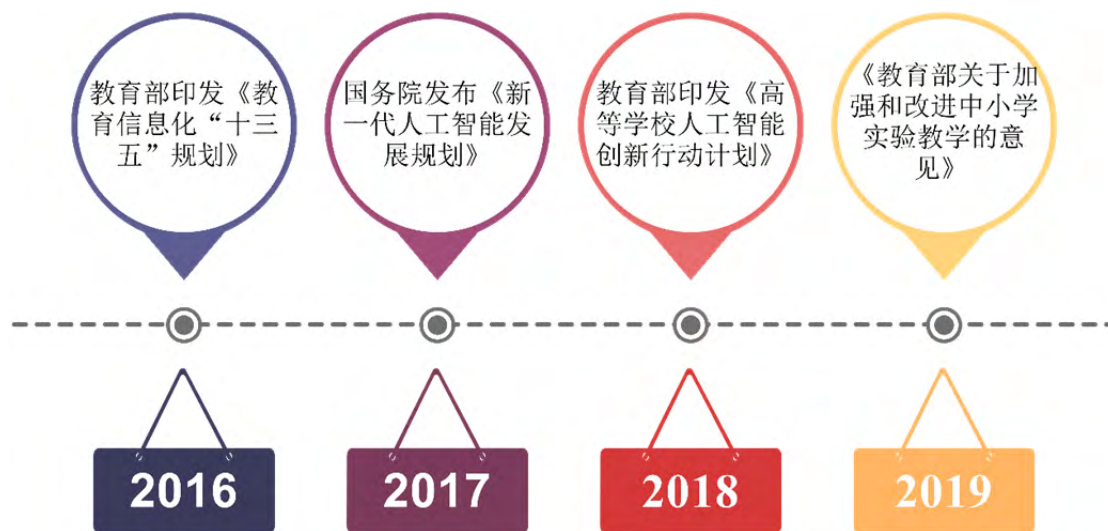 教育部印发《教
育信息化“十三
五”规划》
国务院发布《新
一代人工智能发
展规划》
教育部印发《高
等学校人工智能
创新行动计划》
《教育部关于加
强和改进中小学
实验教学的意
见》
2016
2017
2018
2019